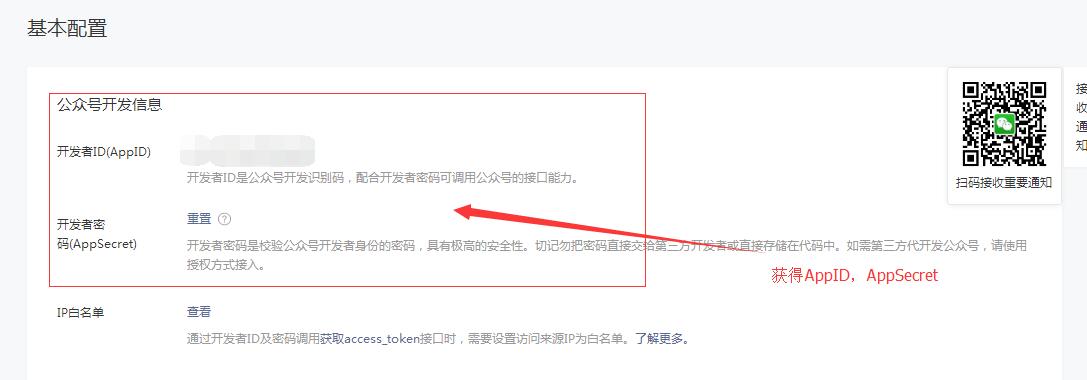 基本配置
公众号开发信息
开发者ID(AppID)
开发者ID是公众号开发识别码，配合开发者密码可调用公众号的接口能力。
开发者密
码(AppSecret)
重置 ?
开发者密码是校验公众号开发者身份的密码，具有极高的安全性。切记勿把密码直接交给第三方开发者或直接存储在代码中。如需第三方代开发公众号，请使用
授权方式接入。
获得AppID，AppSecret
IP白名单
查看
通过开发者ID及密码调用获取access_token接口时，需要设置访问来源IP为白名单。了解更多。
扫码接收重要通知
接
收
通
知